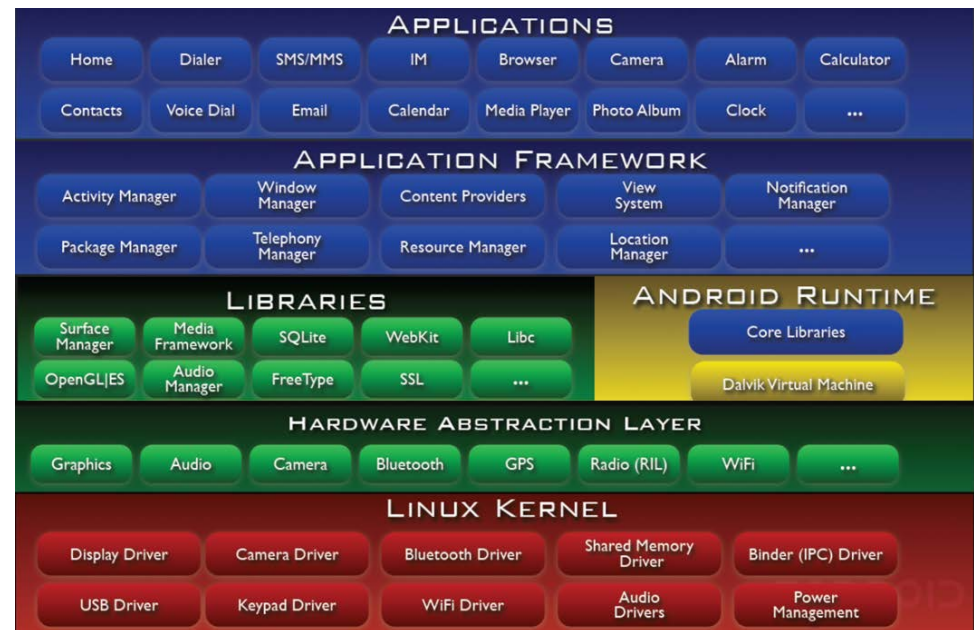 APPLICATIONS
Home
Dialer
SMS/MMS
IM
Browser
Camera
Alarm
Calculator
Contacts
Voice Dial
Email
Calendar
Media Player
Photo Album
Clock
...
APPLICATION FRAMEWORK
Activity Manager
Window
Manager
Content Providers
View
System
Notification
Manager
Package Manager
Telephony
Manager
Resource Manager
Location
Manager
...
LIBRARIES
Surface
Manager
Media
Framework
SQLite
WebKit
Libc
OpenGL|ES
Audio
Manager
FreeType
SSL
...
ANDROID RUNTIME
Core Libraries
Dalvik Virtual Machine
HARDWARE ABSTRACTION LAYER
Graphics
Audio
Camera
Bluetooth
GPS
Radio (RIL)
WiFi
...
LINUX KERNEL
Display Driver
Camera Driver
Bluetooth Driver
Shared Memory
Driver
Binder (IPC) Driver
USB Driver
Keypad Driver
WiFi Driver
Audio
Drivers
Power
Management